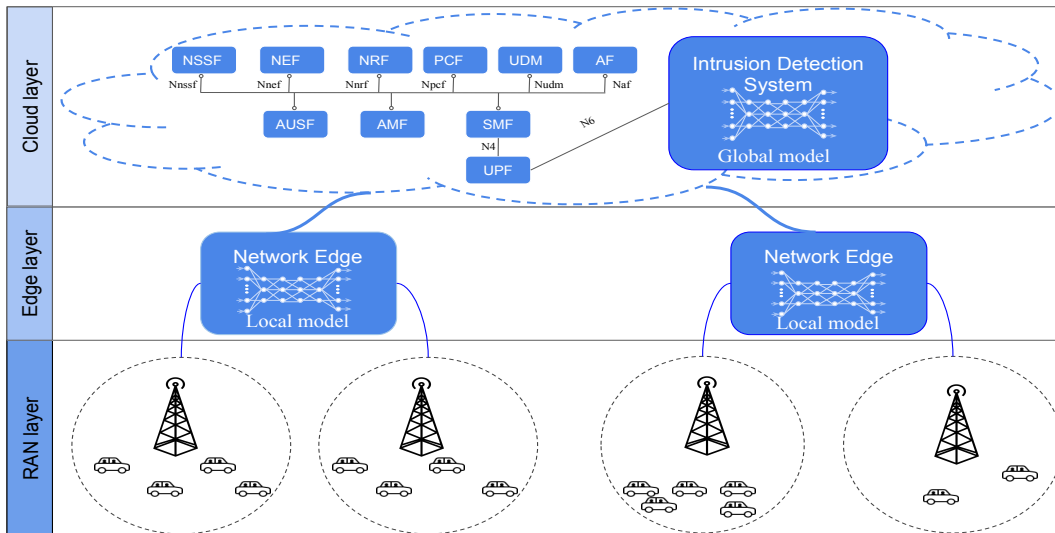 Cloud layer
NSSF
NEF
NRF
PCF
UDM
AF
Nnssf
Nnef
Nnrf
Npcf
Nudm
Naf
AUSF
AMF
SMF
N4
UPF
N6
Intrusion Detection
System
Global model
Edge layer
Network Edge
Local model
Network Edge
Local model
RAN layer